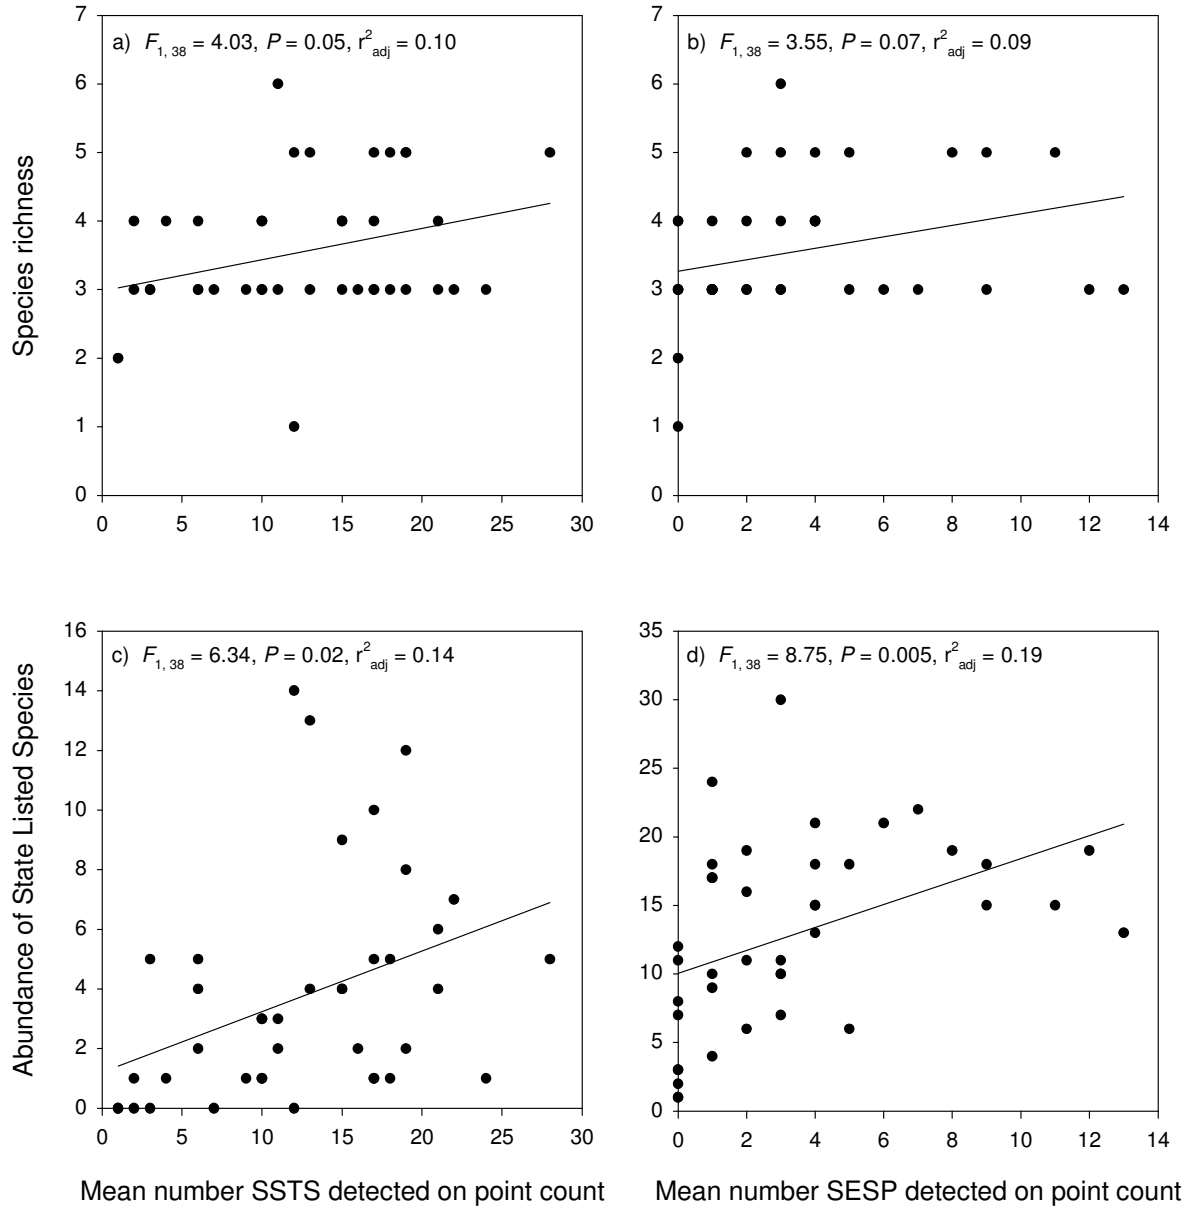 a) F1, 38 = 4.03, P = 0.05, r2adj = 0.10
7
6
5
4
3
2
1
0
0 5 10 15 20 25 30
Species richness
b) F1, 38 = 3.55, P = 0.07, r2adj = 0.09
7
6
5
4
3
2
1
0
0 2 4 6 8 10 12 14
c) F1, 38 = 6.34, P = 0.02, r2adj = 0.14
16
14
12
10
8
6
4
2
0
0 5 10 15 20 25 30
Abundance of State Listed Species
Mean number SSTS detected on point count
d) F1, 38 = 8.75, P = 0.005, r2adj = 0.19
35
30
25
20
15
10
5
0
0 2 4 6 8 10 12 14
Mean number SESP detected on point count